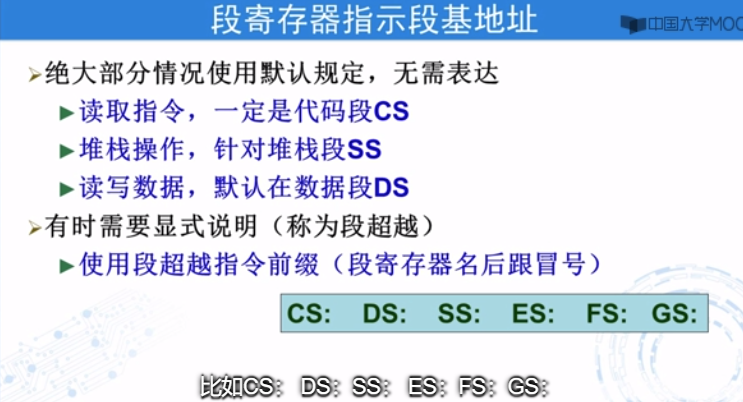 段寄存器指示段基地址
中国大学MOO
绝大部分情况使用默认规定，无需表达
读取指令，一定是代码段CS
堆栈操作，针对堆栈段SS
读写数据，默认在数据段DS
有时需要显式说明（称为段超越）
使用段超越指令前缀（段寄存器名后跟冒号）
CS: DS: SS: ES: FS: GS:
比如CS： DS：SS： ES：FS：GS：